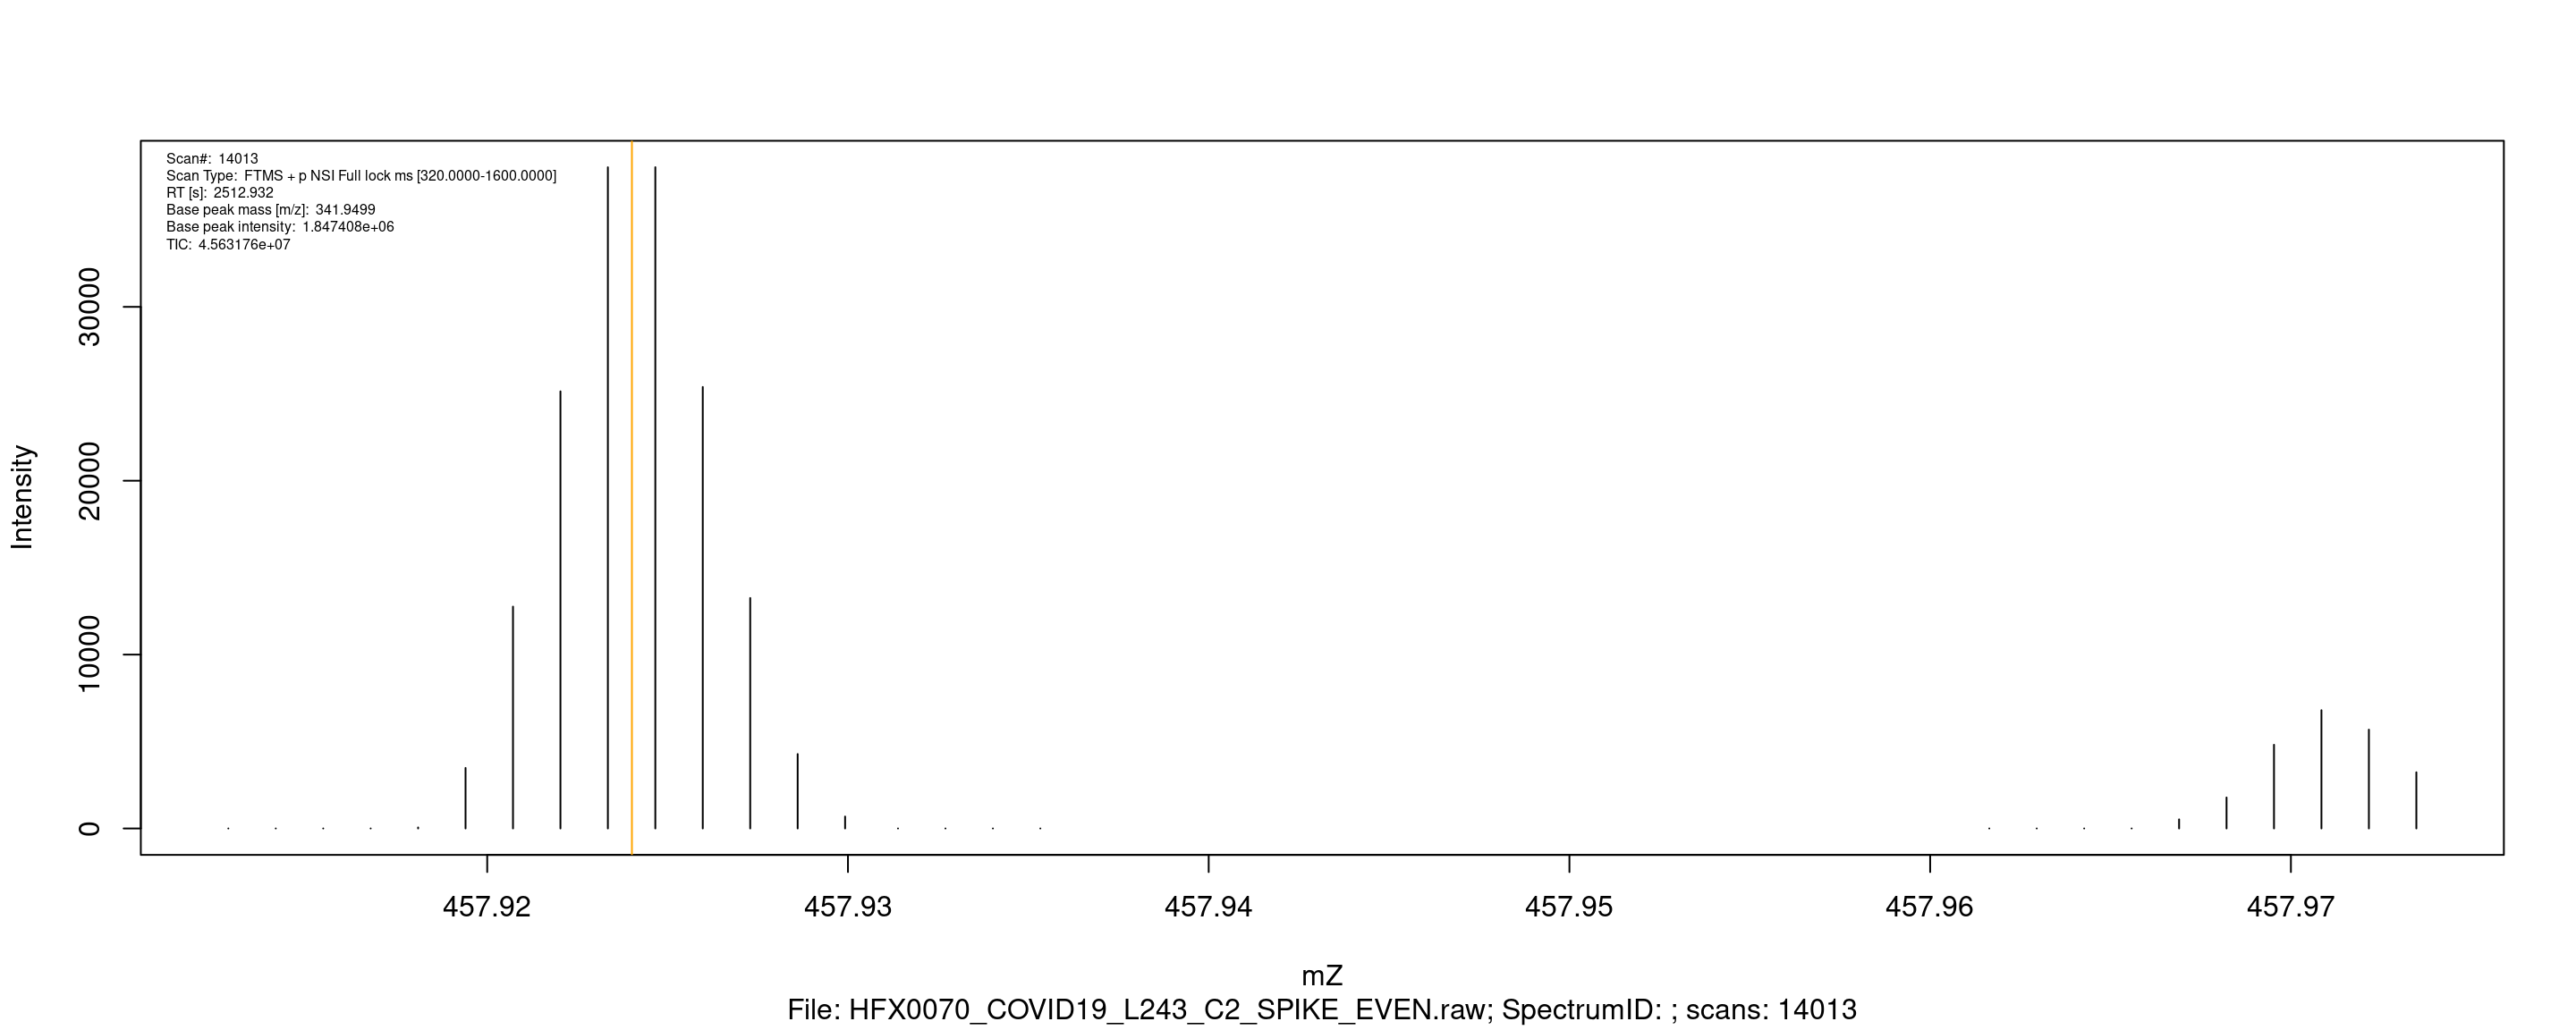 Scan#: 14013
Scan Type: FTMS + p NSI Full lock ms [320.0000-1600.0000]
RT [s]: 2512.932
Base peak mass [m/z]: 341.9499
Base peak intensity: 1.847408e+06
TIC: 4.563176e+07
Intensity
30000
20000
10000
0
457.92 457.93 457.94 457.95 457.96 457.97
mZ
File: HFX0070_COVID19_L243_C2_SPIKE_EVEN.raw; SpectrumID: ; scans: 14013